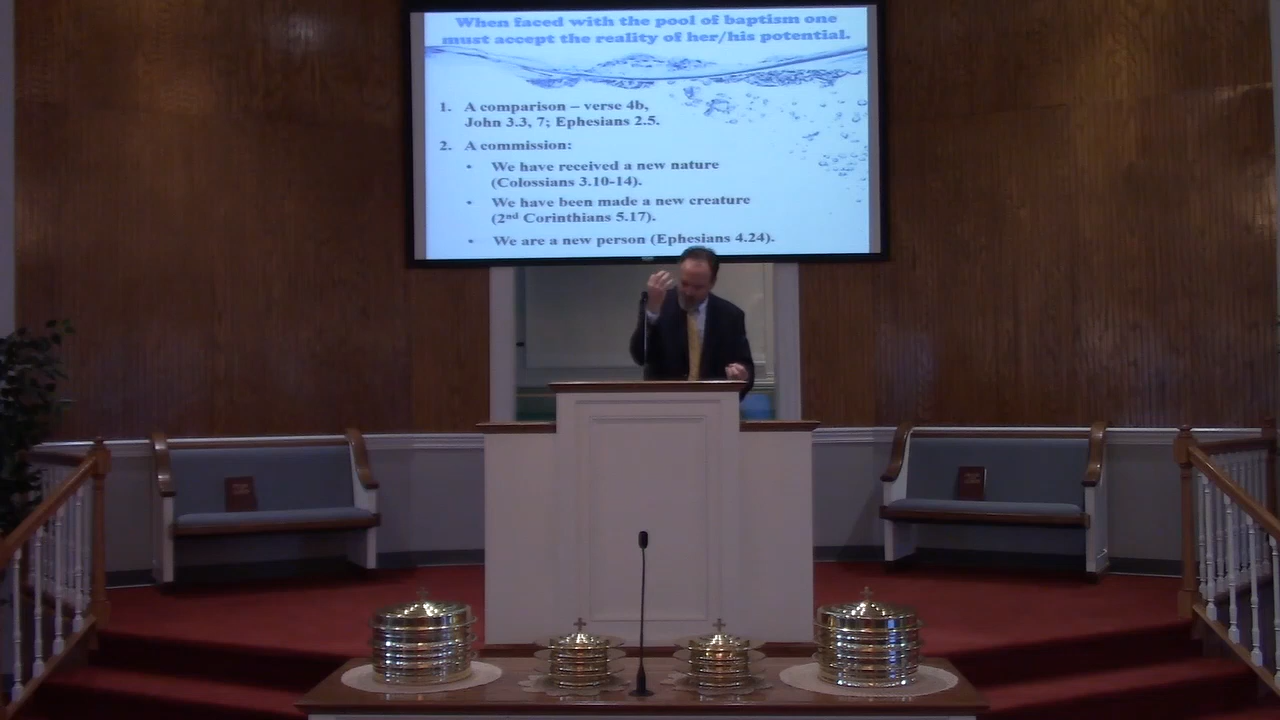 When faced with the pool of baptism one
must accept the reality of her/his potential.
1. A comparison – verse 4b,
John 3.3, 7; Ephesians 2.5.
2. A commission:
• We have received a new nature
(Colossians 3.10-14).
• We have been made a new creature
(2nd Corinthians 5.17).
• We are a new person (Ephesians 4.24).